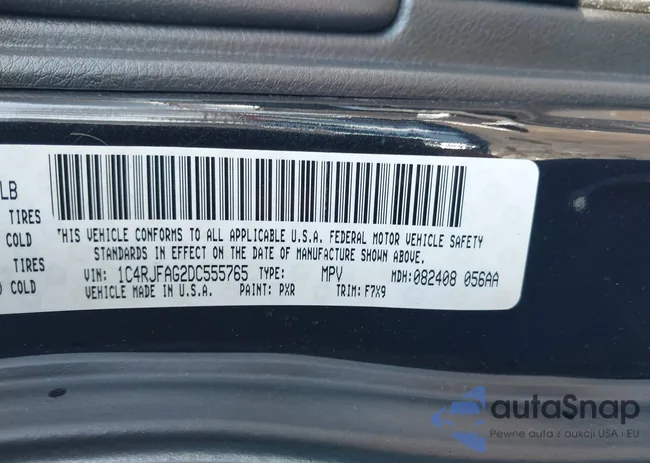 LB
TIRES
COLD
TIRES
COLD
THIS VEHICLE CONFORMS TO ALL APPLICABLE U.S.A. FEDERAL MOTOR VEHICLE SAFETY
STANDARDS IN EFFECT ON THE DATE OF MANUFACTURE SHOWN ABOVE.
VIN: 1C4RJFAG2DC555765 TYPE: MPV MDH: 082408 056AA
VEHICLE MADE IN U.S.A. PAINT: PXR TRIM: F7X9
autaSnap
Pewne auta z aukcji USA i EU